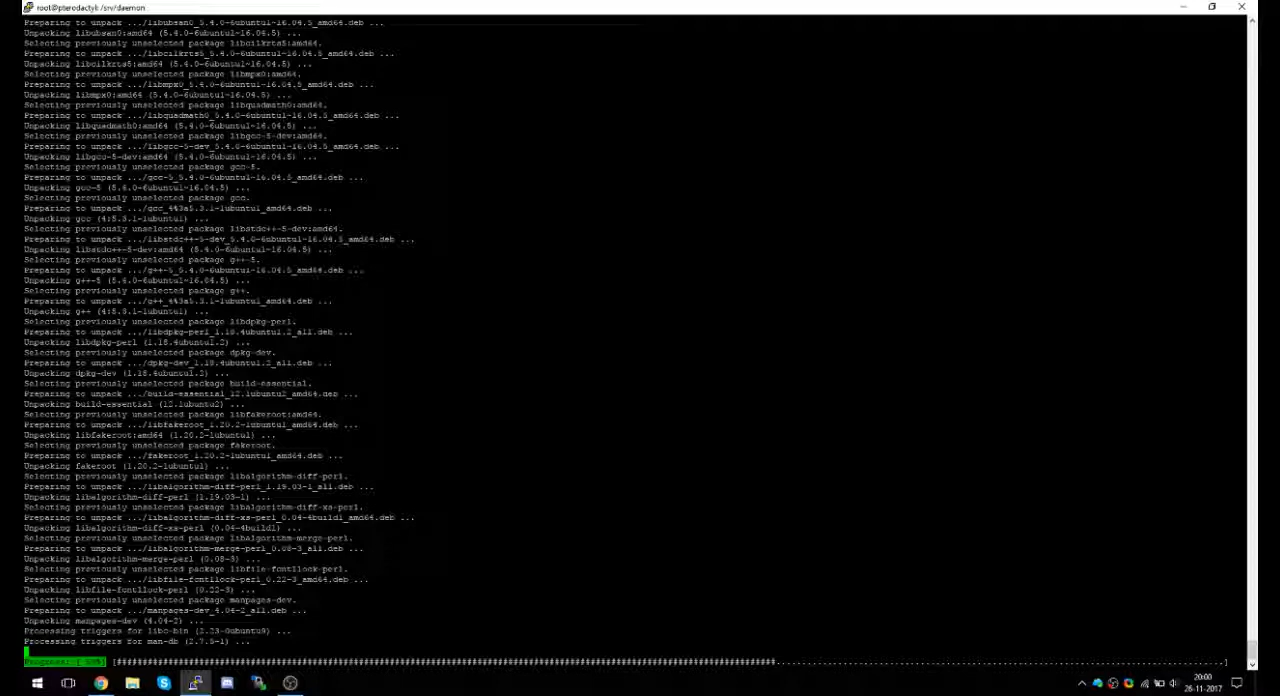 root@pterodactyl: /srv/daemon
Preparing to unpack .../libubsan0_5.4.0-6ubuntu1~16.04.5_amd64.deb ...
Unpacking libubsan0:amd64 (5.4.0-6ubuntu1~16.04.5) ...
Selecting previously unselected package libcilkrts5:amd64.
Preparing to unpack .../libcilkrts5_5.4.0-6ubuntu1~16.04.5_amd64.deb ...
Unpacking libcilkrts5:amd64 (5.4.0-6ubuntu1~16.04.5) ...
Selecting previously unselected package libmpx0:amd64.
Preparing to unpack .../libmpx0_5.4.0-6ubuntu1~16.04.5_amd64.deb ...
Unpacking libmpx0:amd64 (5.4.0-6ubuntu1~16.04.5) ...
Selecting previously unselected package libquadmath0:amd64.
Preparing to unpack .../libquadmath0_5.4.0-6ubuntu1~16.04.5_amd64.deb ...
Unpacking libquadmath0:amd64 (5.4.0-6ubuntu1~16.04.5) ...
Selecting previously unselected package libgcc-5-dev:amd64.
Preparing to unpack .../libgcc-5-dev_5.4.0-6ubuntu1~16.04.5_amd64.deb ...
Unpacking libgcc-5-dev:amd64 (5.4.0-6ubuntu1~16.04.5) ...
Selecting previously unselected package gcc-5.
Preparing to unpack .../gcc-5_5.4.0-6ubuntu1~16.04.5_amd64.deb ...
Unpacking gcc-5 (5.4.0-6ubuntu1~16.04.5) ...
Selecting previously unselected package gcc.
Preparing to unpack .../gcc_4%3a5.3.1-1ubuntu1_amd64.deb ...
Unpacking gcc (4:5.3.1-1ubuntu1) ...
Selecting previously unselected package libstdc++-5-dev:amd64.
Preparing to unpack .../libstdc++-5-dev_5.4.0-6ubuntu1~16.04.5_amd64.deb ...
Unpacking libstdc++-5-dev:amd64 (5.4.0-6ubuntu1~16.04.5) ...
Selecting previously unselected package g++-5.
Preparing to unpack .../g++-5_5.4.0-6ubuntu1~16.04.5_amd64.deb ...
Unpacking g++-5 (5.4.0-6ubuntu1~16.04.5) ...
Selecting previously unselected package g++.
Preparing to unpack .../g++_4%3a5.3.1-1ubuntu1_amd64.deb ...
Unpacking g++ (4:5.3.1-1ubuntu1) ...
Selecting previously unselected package libdpkg-perl.
Preparing to unpack .../libdpkg-perl_1.18.4ubuntu1.2_all.deb ...
Unpacking libdpkg-perl (1.18.4ubuntu1.2) ...
Selecting previously unselected package dpkg-dev.
Preparing to unpack .../dpkg-dev_1.18.4ubuntu1.2_all.deb ...
Unpacking dpkg-dev (1.18.4ubuntu1.2) ...
Selecting previously unselected package build-essential.
Preparing to unpack .../build-essential_12.1ubuntu2_amd64.deb ...
Unpacking build-essential (12.1ubuntu2) ...
Selecting previously unselected package libfakeroot:amd64.
Preparing to unpack .../libfakeroot_1.20.2-1ubuntu1_amd64.deb ...
Unpacking libfakeroot:amd64 (1.20.2-1ubuntu1) ...
Selecting previously unselected package fakeroot.
Preparing to unpack .../fakeroot_1.20.2-1ubuntu1_amd64.deb ...
Unpacking fakeroot (1.20.2-1ubuntu1) ...
Selecting previously unselected package libalgorithm-diff-perl.
Preparing to unpack .../libalgorithm-diff-perl_1.19.03-1_all.deb ...
Unpacking libalgorithm-diff-perl (1.19.03-1) ...
Selecting previously unselected package libalgorithm-diff-xs-perl.
Preparing to unpack .../libalgorithm-diff-xs-perl_0.04-4build1_amd64.deb ...
Unpacking libalgorithm-diff-xs-perl (0.04-4build1) ...
Selecting previously unselected package libalgorithm-merge-perl.
Preparing to unpack .../libalgorithm-merge-perl_0.08-3_all.deb ...
Unpacking libalgorithm-merge-perl (0.08-3) ...
Selecting previously unselected package libfile-fcntllock-perl.
Preparing to unpack .../libfile-fcntllock-perl_0.22-3_amd64.deb ...
Unpacking libfile-fcntllock-perl (0.22-3) ...
Selecting previously unselected package manpages-dev.
Preparing to unpack .../manpages-dev_4.04-2_all.deb ...
Unpacking manpages-dev (4.04-2) ...
Processing triggers for libc-bin (2.23-0ubuntu9) ...
Processing triggers for man-db (2.7.5-1) ...
Progress: [
20:00
26-11-2017